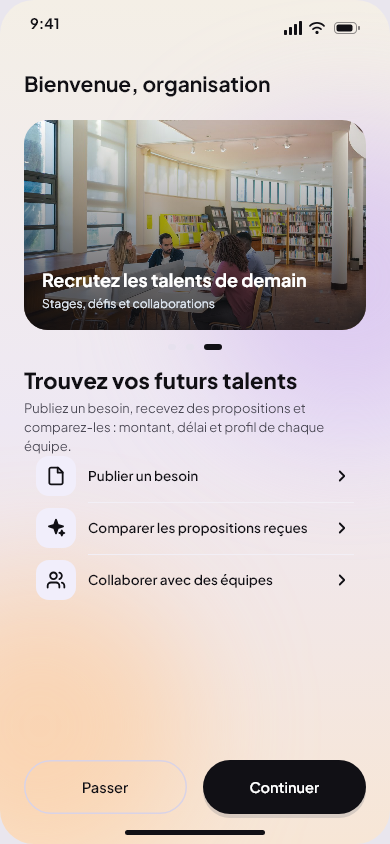 9:41
Bienvenue, organisation
Recrutez les talents de demain
Stages, défis et collaborations
Trouvez vos futurs talents
Publiez un besoin, recevez des propositions et
comparez-les : montant, délai et profil de chaque
équipe.
Publier un besoin
Comparer les propositions reçues
Collaborer avec des équipes
Passer
Continuer